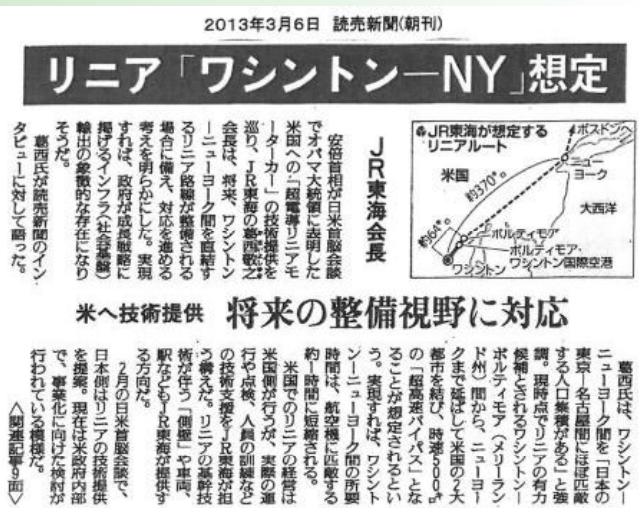 2013年3月6日 読売新聞(朝刊)
リニア「ワシントン―NY」想定
JR東海会長
米へ技術提供 将来の整備視野に対応
安倍首相が日米首脳会談
でオバマ大統領に表明した
米国への「超電導リニアモ
ーターカー」の技術提供を
巡り、JR東海の葛西敬之
会長は、将来、ワシントン
―ニューヨーク間を直結す
るリニア路線が整備される
場合に備え、対応を進める
考えを明らかにした。実現
すれば、政府が成長戦略に
掲げるインフラ(社会基盤)
輸出の象徴的な存在になり
そうだ。
葛西氏が読売新聞のイン
タビューに対して語った。
●JR東海が想定する
リニアルート
ボストンへ
ニュー
ヨーク
米国
約370㌔
大西洋
約64㌔
ボルティモア
ボルティモア・
ワシントン国際空港
ワシントン
葛西氏は、ワシントン―
ニューヨーク間を「日本の
東京―名古屋間にほぼ匹敵
する人口集積がある」と強
調。現時点でリニアの有力
候補とされるワシントン―
ボルティモア(メリーラン
ド州)間から、ニューヨー
クまで延ばして米国の2大
都市を結び、時速500㌔
の「超高速バイパス」とな
ることが想定されるとい
う。実現すれば、ワシント
ン―ニューヨーク間の所要
時間は、航空機に匹敵する
約1時間に短縮される。
米国でのリニアの経営は
米国側が行うが、実際の運
行や点検、人員の訓練など
の技術支援をJR東海が担
う構えだ。リニアの基幹技
術が伴う「側壁」や車両、
駅などもJR東海が提供す
る方向だ。
2月の日米首脳会談で、
日本側はリニアの技術提供
を提案。現在は米政府内部
で、事業化に向けた検討が
行われている模様だ。
〈関連記事9面〉